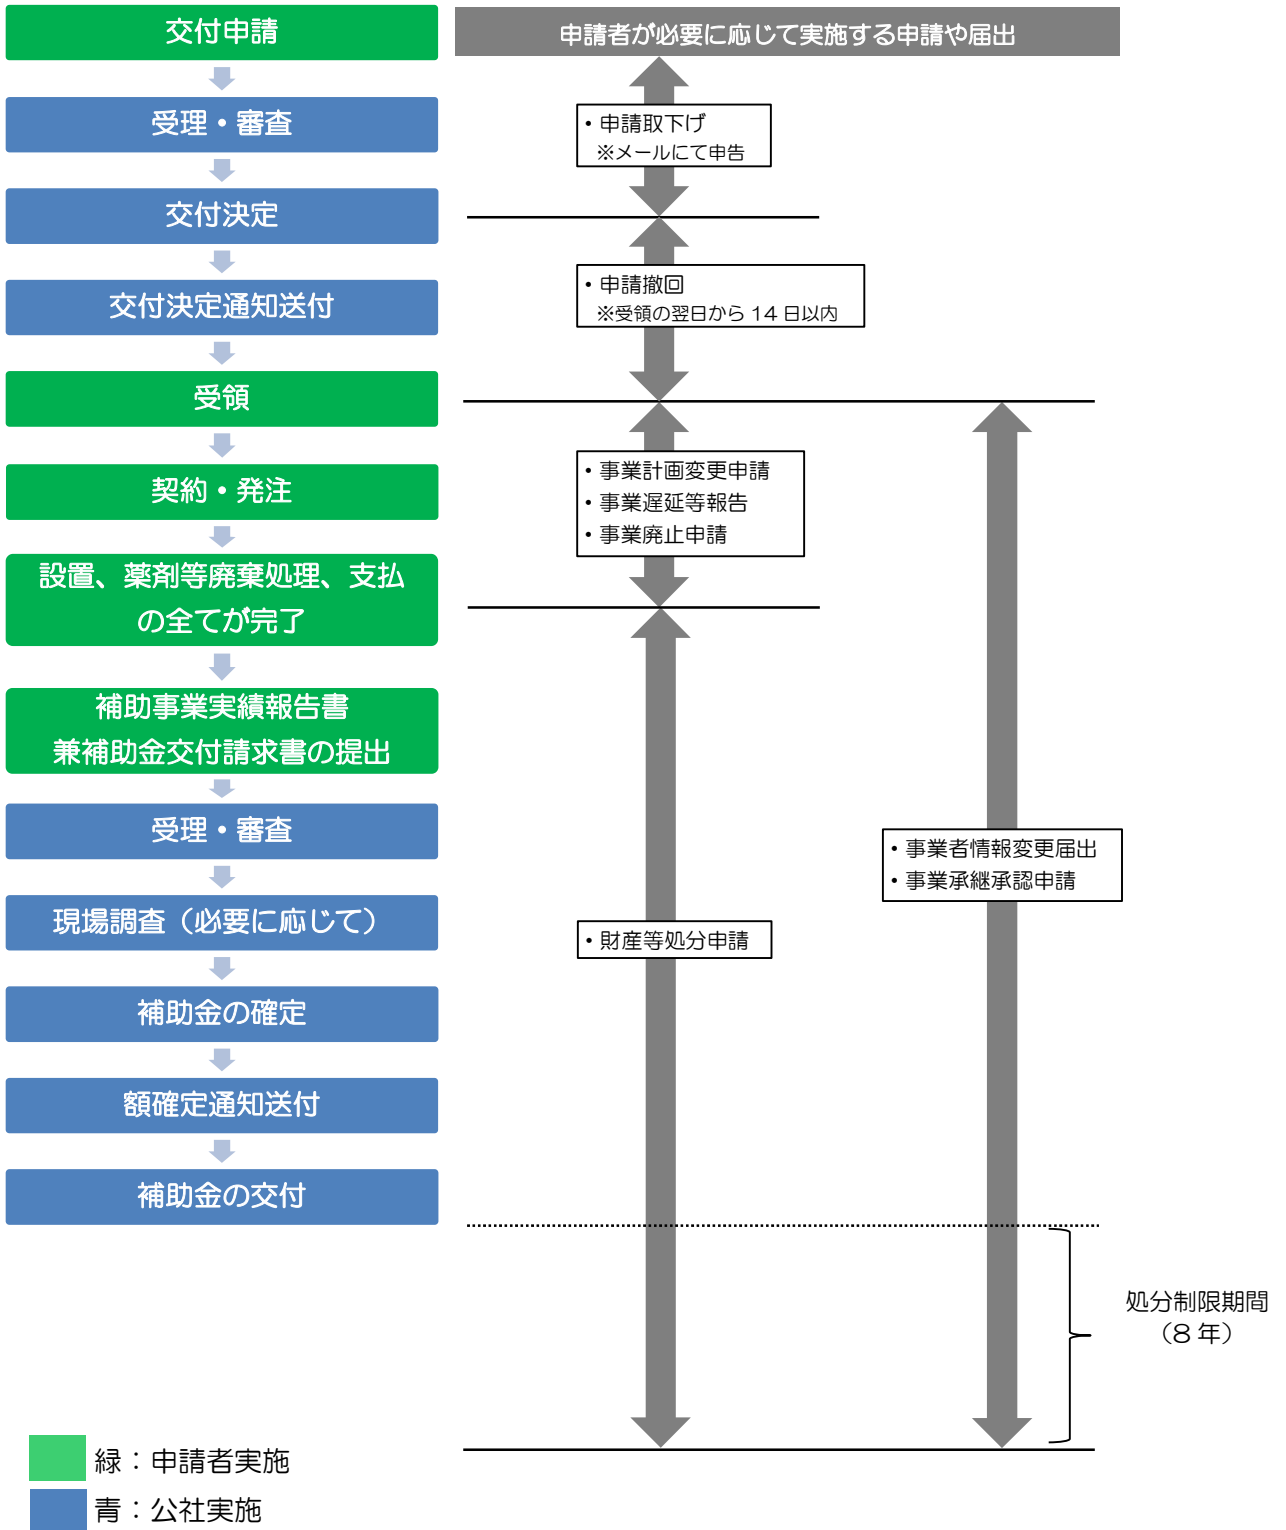 交付申請
受理・審査
交付決定
交付決定通知送付
受領
契約・発注
設置、薬剤等廃棄処理、支払
の全てが完了
補助事業実績報告書
兼補助金交付請求書の提出
受理・審査
現場調査（必要に応じて）
補助金の確定
額確定通知送付
補助金の交付
申請者が必要に応じて実施する申請や届出
・申請取下げ
※メールにて申告
・申請撤回
※受領の翌日から 14 日以内
・事業計画変更申請
・事業遅延等報告
・事業廃止申請
・事業者情報変更届出
・事業承継承認申請
・財産等処分申請
処分制限期間
（8 年）
緑：申請者実施
青：公社実施